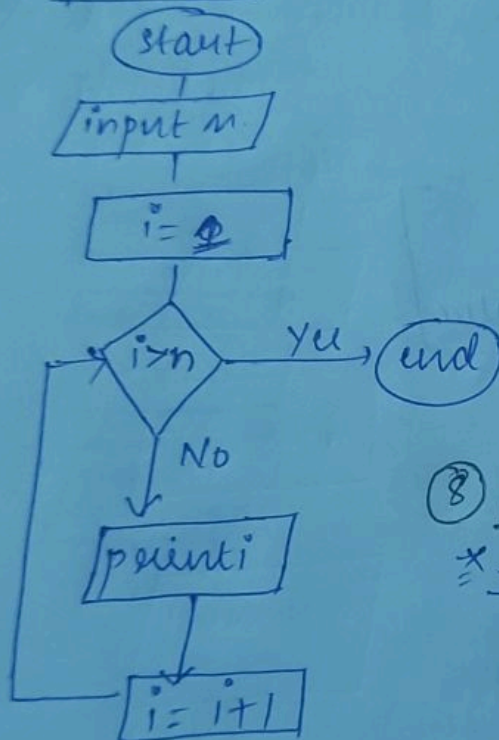 start
input n.
i =
i>n
Yes
end
No
8
print i
i = i+1